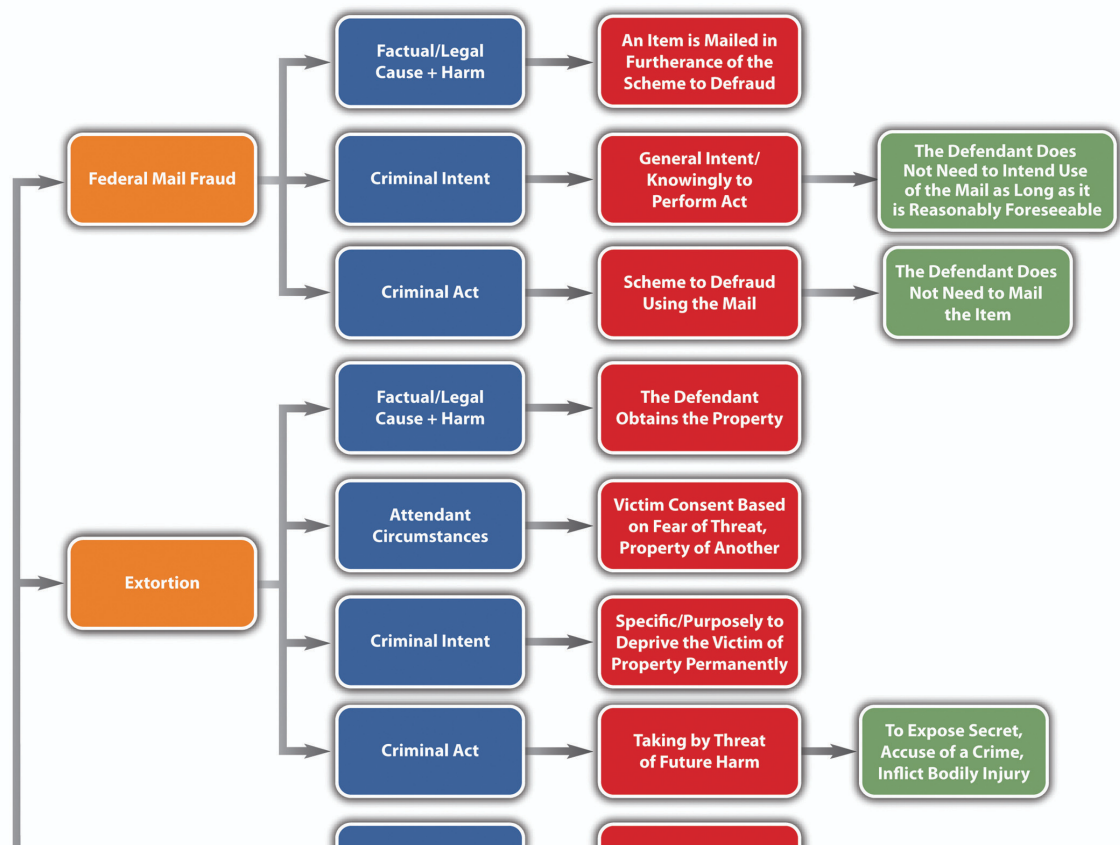 Federal Mail Fraud
Factual/Legal
Cause + Harm
An Item is Mailed in
Furtherance of the
Scheme to Defraud
Criminal Intent
General Intent/
Knowingly to
Perform Act
The Defendant Does
Not Need to Intend Use
of the Mail as Long as it
is Reasonably Foreseeable
Criminal Act
Scheme to Defraud
Using the Mail
The Defendant Does
Not Need to Mail
the Item
Extortion
Factual/Legal
Cause + Harm
The Defendant
Obtains the Property
Attendant
Circumstances
Victim Consent Based
on Fear of Threat,
Property of Another
Criminal Intent
Specific/Purposely to
Deprive the Victim of
Property Permanently
Criminal Act
Taking by Threat
of Future Harm
To Expose Secret,
Accuse of a Crime,
Inflict Bodily Injury